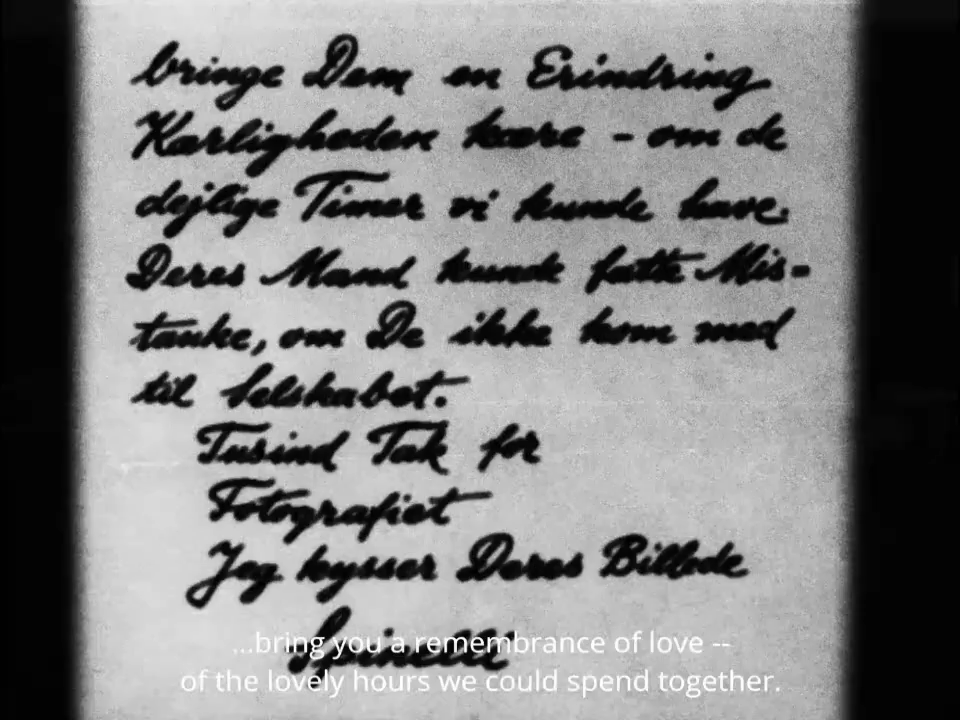 bringe Dem en Erindring
Kærligheden kære - om de
dejlige Timer vi kunde have.
Deres Mand kunde fatte Mis-
tanke, om De ikke kom med
til Selskabet.
Tusind Tak for
Fotografiet
Jeg kysser Deres Billede
Spinelli
...bring you a remembrance of love --
of the lovely hours we could spend together.